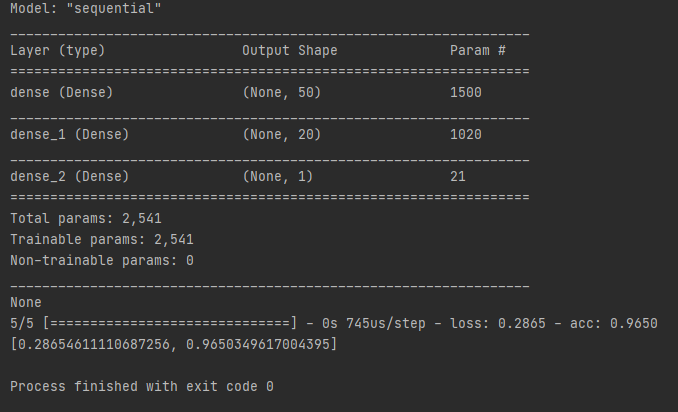 Model: "sequential"
_________________________________________________________________
Layer (type)                 Output Shape              Param #
=================================================================
dense (Dense)                (None, 50)                1500
_________________________________________________________________
dense_1 (Dense)              (None, 20)                1020
_________________________________________________________________
dense_2 (Dense)              (None, 1)                 21
=================================================================
Total params: 2,541
Trainable params: 2,541
Non-trainable params: 0
_________________________________________________________________
None
5/5 [==============================] - 0s 745us/step - loss: 0.2865 - acc: 0.9650
[0.28654611110687256, 0.9650349617004395]
Process finished with exit code 0